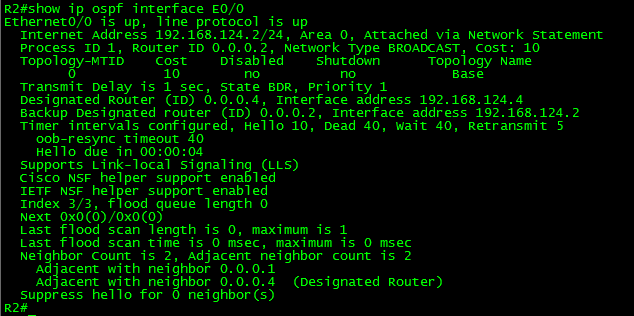 R2#show ip ospf interface E0/0
Ethernet0/0 is up, line protocol is up
  Internet Address 192.168.124.2/24, Area 0, Attached via Network Statement
  Process ID 1, Router ID 0.0.0.2, Network Type BROADCAST, Cost: 10
  Topology-MTID    Cost    Disabled    Shutdown      Topology Name
        0           10        no          no            Base
  Transmit Delay is 1 sec, State BDR, Priority 1
  Designated Router (ID) 0.0.0.4, Interface address 192.168.124.4
  Backup Designated router (ID) 0.0.0.2, Interface address 192.168.124.2
  Timer intervals configured, Hello 10, Dead 40, Wait 40, Retransmit 5
    oob-resync timeout 40
    Hello due in 00:00:04
  Supports Link-local Signaling (LLS)
  Cisco NSF helper support enabled
  IETF NSF helper support enabled
  Index 3/3, flood queue length 0
  Next 0x0(0)/0x0(0)
  Last flood scan length is 0, maximum is 1
  Last flood scan time is 0 msec, maximum is 0 msec
  Neighbor Count is 2, Adjacent neighbor count is 2
    Adjacent with neighbor 0.0.0.1
    Adjacent with neighbor 0.0.0.4  (Designated Router)
  Suppress hello for 0 neighbor(s)
R2#